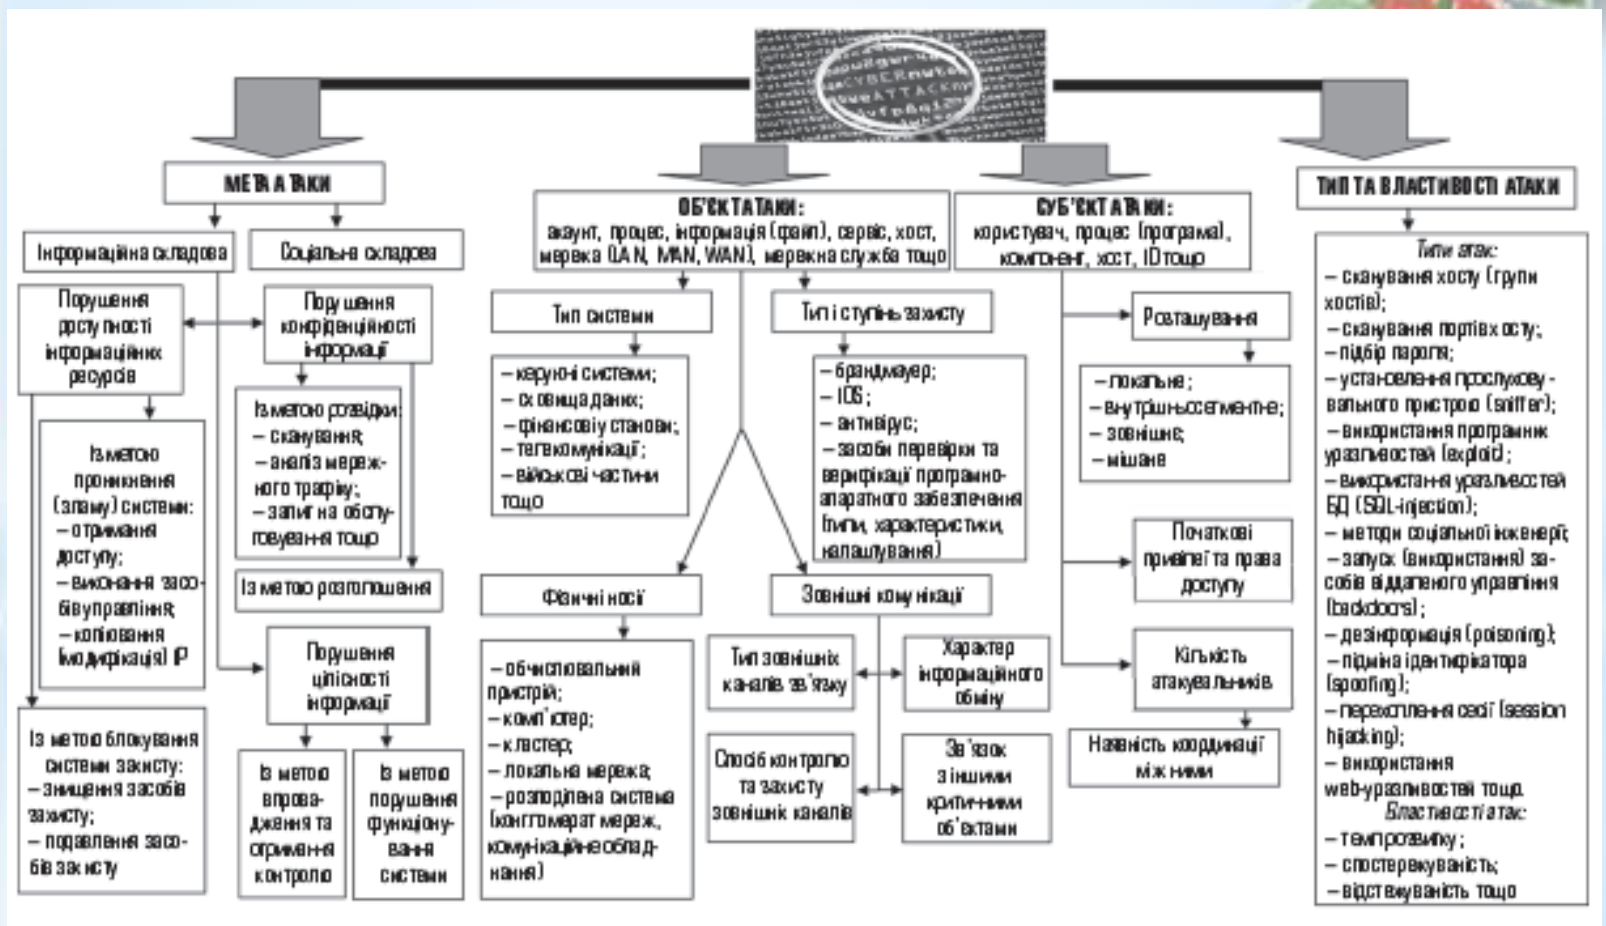 CYBER
ATTACK
МЕТА АТАКИ
Інформаційна складова
Соціальна складова
Порушення
доступності
інформаційних
ресурсів
Порушення
конфіденційності
інформації
Із метою
проникнення
(зламу) системи:
– отримання
доступу;
– виконання засо-
бів управління;
– копіювання
(модифікація) ІР
Із метою розвідки:
– сканування;
– аналіз мереж-
ного трафіку;
– запит на обслу-
говування тощо
Із метою розголошення
Порушення
цілісності
інформації
Із метою блокування
системи захисту:
– знищення засобів
захисту;
– подавлення засо-
бів захисту
Із метою
впрова-
дження та
отримання
контролю
Із метою
порушення
функціону-
вання
системи
ОБ'ЄКТ АТАКИ:
акаунт, процес, інформація (файл), сервіс, хост,
мережа (LAN, MAN, WAN), мережна служба тощо
Тип системи
– керуючі системи;
– сховища даних;
– фінансові установи;
– телекомунікації;
– військові частини
тощо
Тип і ступінь захисту
– брандмауер;
– IDS;
– антивірус;
– засоби перевірки та
верифікації програмно-
апаратного забезпечення
(типи, характеристики,
налаштування)
Фізичні носії
– обчислювальний
пристрій;
– комп'ютер;
– кластер;
– локальна мережа;
– розподілена система
(конгломерат мереж,
комунікаційне облад-
нання)
Зовнішні комунікації
Тип зовнішніх
каналів зв'язку
Характер
інформаційного
обміну
Спосіб контролю
та захисту
зовнішніх каналів
Зв'язок
з іншими
критичними
об'єктами
СУБ'ЄКТ АТАКИ:
користувач, процес (програма),
компонент, хост, ID тощо
Розташування
– локальне;
– внутрішньосегментне;
– зовнішнє;
– мішане
Початкові
привілеї та права
доступу
Кількість
атакувальників
Наявність координації
між ними
ТИП ТА ВЛАСТИВОСТІ АТАКИ
Типи атак:
– сканування хосту (групи
хостів);
– сканування портів хосту;
– підбір пароля;
– установлення прослухову-
вального пристрою (sniffer);
– використання програмних
уразливостей (exploit);
– використання уразливостей
БД (SQL-injection);
– методи соціальної інженерії;
– запуск (використання) за-
собів віддаленого управління
(backdoors);
– дезінформація (poisoning);
– підміна ідентифікатора
(spoofing);
– перехоплення сесії (session
hijacking);
– використання
web-уразливостей тощо.
Властивості атак:
– темп розвитку;
– спостережуваність;
– відстежуваність тощо